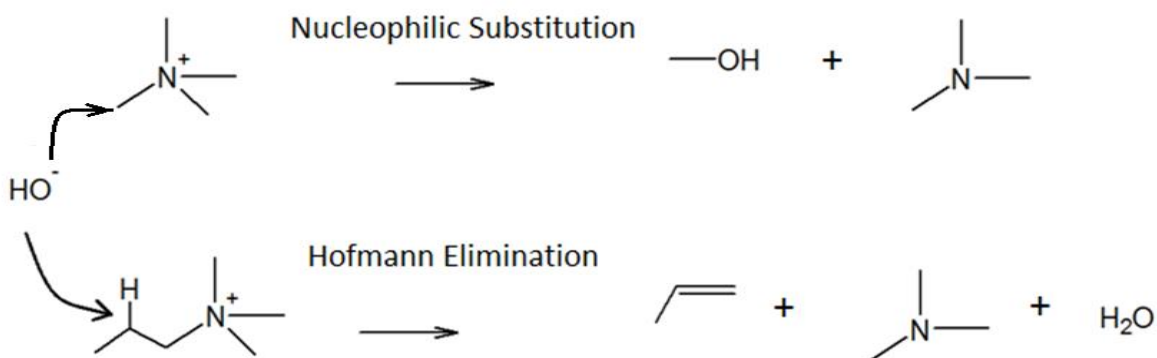 Nucleophilic Substitution
N+
OH
+
N
HO-
Hofmann Elimination
H
N+
+
N
+
H₂O